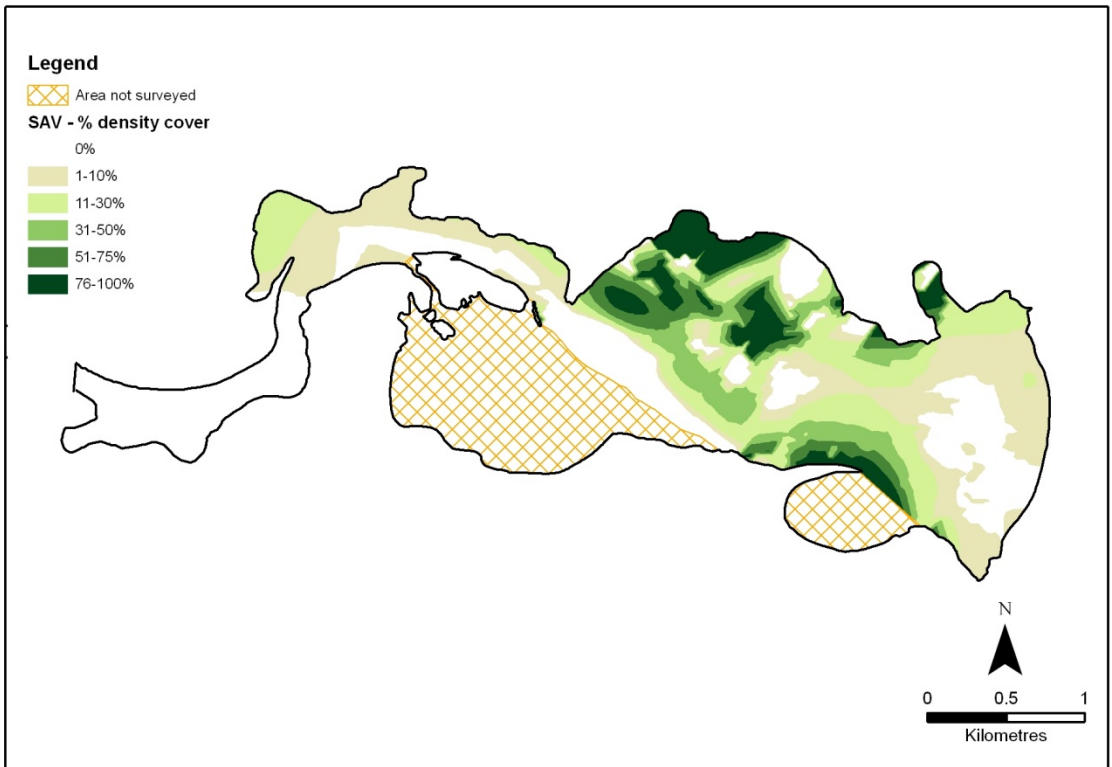 Legend
Area not surveyed
SAV - % density cover
0%
1-10%
11-30%
31-50%
51-75%
76-100%
N
0 0.5 1
Kilometres